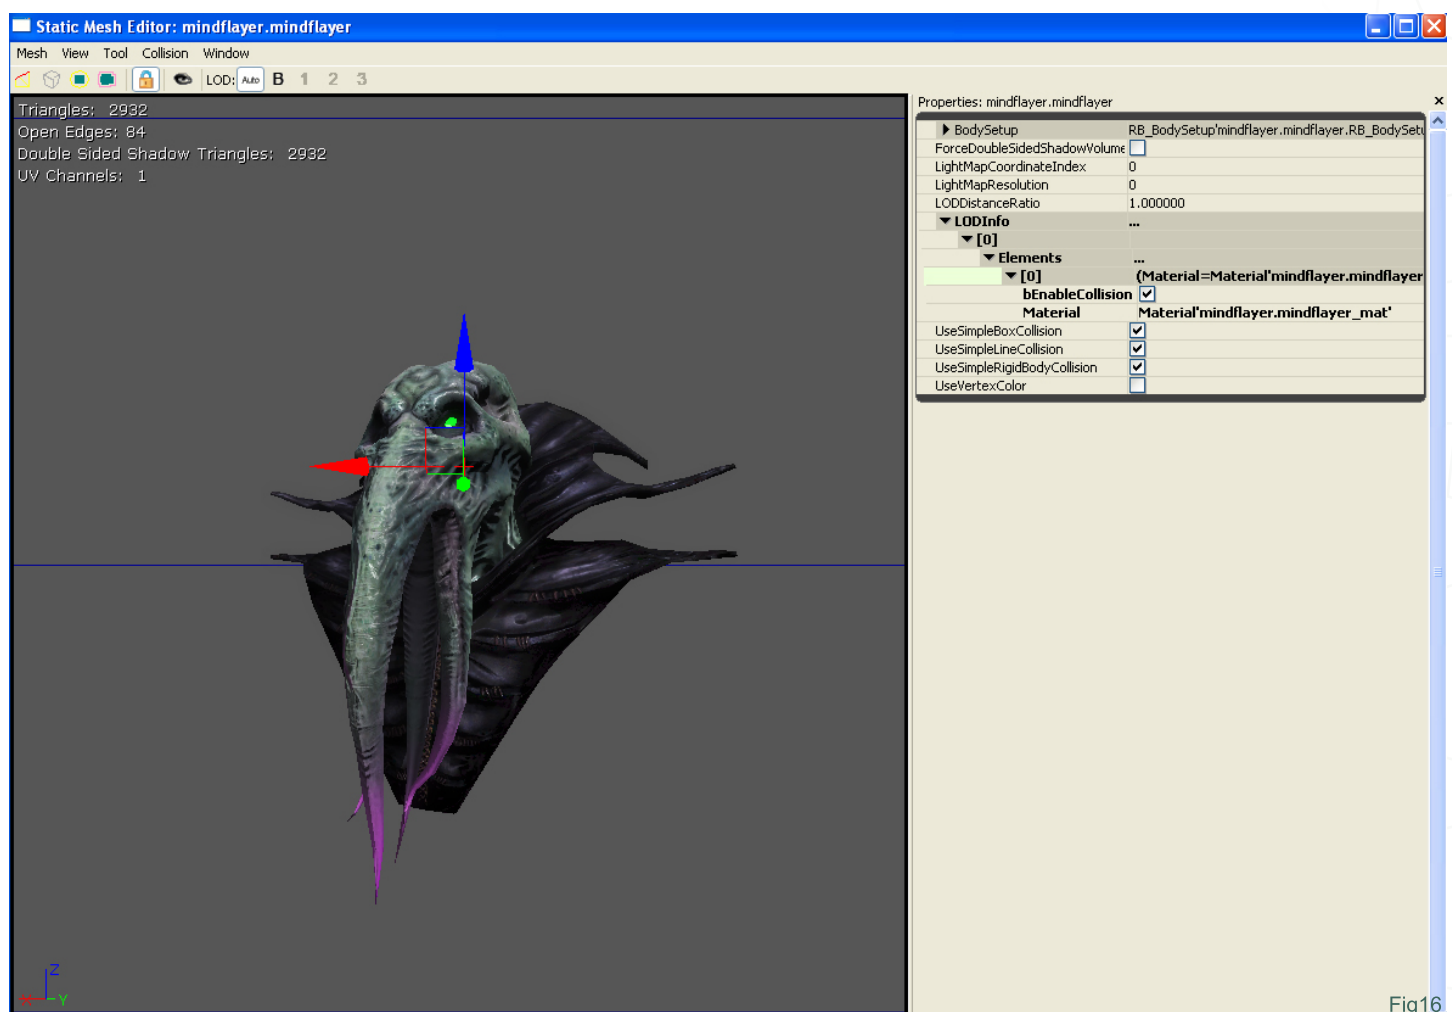 Static Mesh Editor: mindflayer.mindflayer
Mesh View Tool Collision Window
LOD: Auto B 1 2 3
Triangles: 2932
Open Edges: 84
Double Sided Shadow Triangles: 2932
UV Channels: 1
Z
X Y
Properties: mindflayer.mindflayer x
BodySetup RB_BodySetup'mindflayer.mindflayer.RB_BodySetu
ForceDoubleSidedShadowVolume
LightMapCoordinateIndex 0
LightMapResolution 0
LODDistanceRatio 1.000000
LODInfo ...
[0]
Elements ...
[0] (Material=Material'mindflayer.mindflayer
bEnableCollision
Material Material'mindflayer.mindflayer_mat'
UseSimpleBoxCollision
UseSimpleLineCollision
UseSimpleRigidBodyCollision
UseVertexColor
Fig16